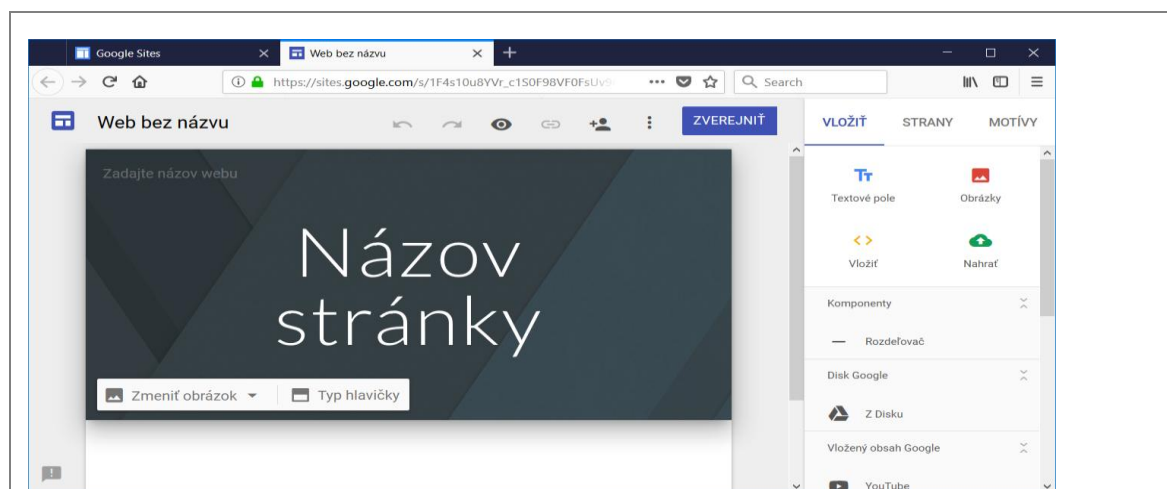 Google Sites
Web bez názvu
https://sites.google.com/s/1F4s10u8YVr_c1S0F98VF0FsUv9
Search
Web bez názvu
ZVEREJNIŤ
VLOŽIŤ STRANY MOTÍVY
Zadajte názov webu
Názov
stránky
Zmeniť obrázok
Typ hlavičky
Textové pole
Obrázky
Vložiť
Nahrať
Komponenty
Rozdeľovač
Disk Google
Z Disku
Vložený obsah Google
YouTube